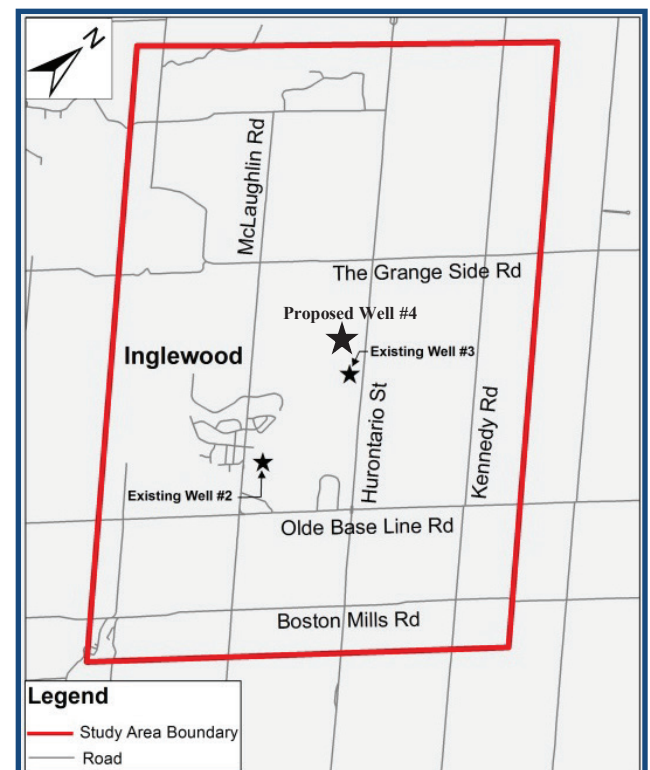 N
McLaughlin Rd
The Grange Side Rd
Proposed Well #4
Existing Well #3
Inglewood
Hurontario St
Kennedy Rd
Existing Well #2
Olde Base Line Rd
Boston Mills Rd
Legend
Study Area Boundary
Road